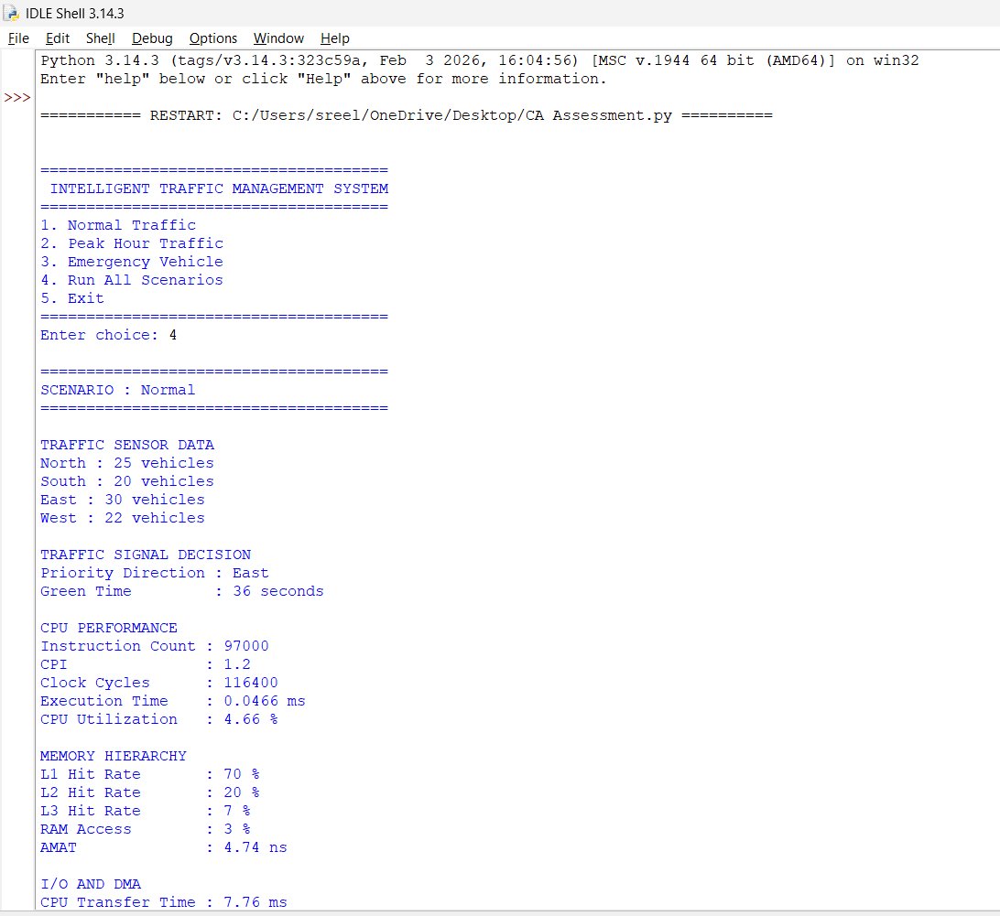 IDLE Shell 3.14.3
File Edit Shell Debug Options Window Help
Python 3.14.3 (tags/v3.14.3:323c59a, Feb  3 2026, 16:04:56) [MSC v.1944 64 bit (AMD64)] on win32
Enter "help" below or click "Help" above for more information.
>>>
=========== RESTART: C:/Users/sreel/OneDrive/Desktop/CA Assessment.py ==========
======================================
 INTELLIGENT TRAFFIC MANAGEMENT SYSTEM
======================================
1. Normal Traffic
2. Peak Hour Traffic
3. Emergency Vehicle
4. Run All Scenarios
5. Exit
======================================
Enter choice: 4
======================================
SCENARIO : Normal
======================================
TRAFFIC SENSOR DATA
North : 25 vehicles
South : 20 vehicles
East : 30 vehicles
West : 22 vehicles
TRAFFIC SIGNAL DECISION
Priority Direction : East
Green Time         : 36 seconds
CPU PERFORMANCE
Instruction Count : 97000
CPI               : 1.2
Clock Cycles      : 116400
Execution Time    : 0.0466 ms
CPU Utilization   : 4.66 %
MEMORY HIERARCHY
L1 Hit Rate       : 70 %
L2 Hit Rate       : 20 %
L3 Hit Rate       : 7 %
RAM Access        : 3 %
AMAT              : 4.74 ns
I/O AND DMA
CPU Transfer Time : 7.76 ms